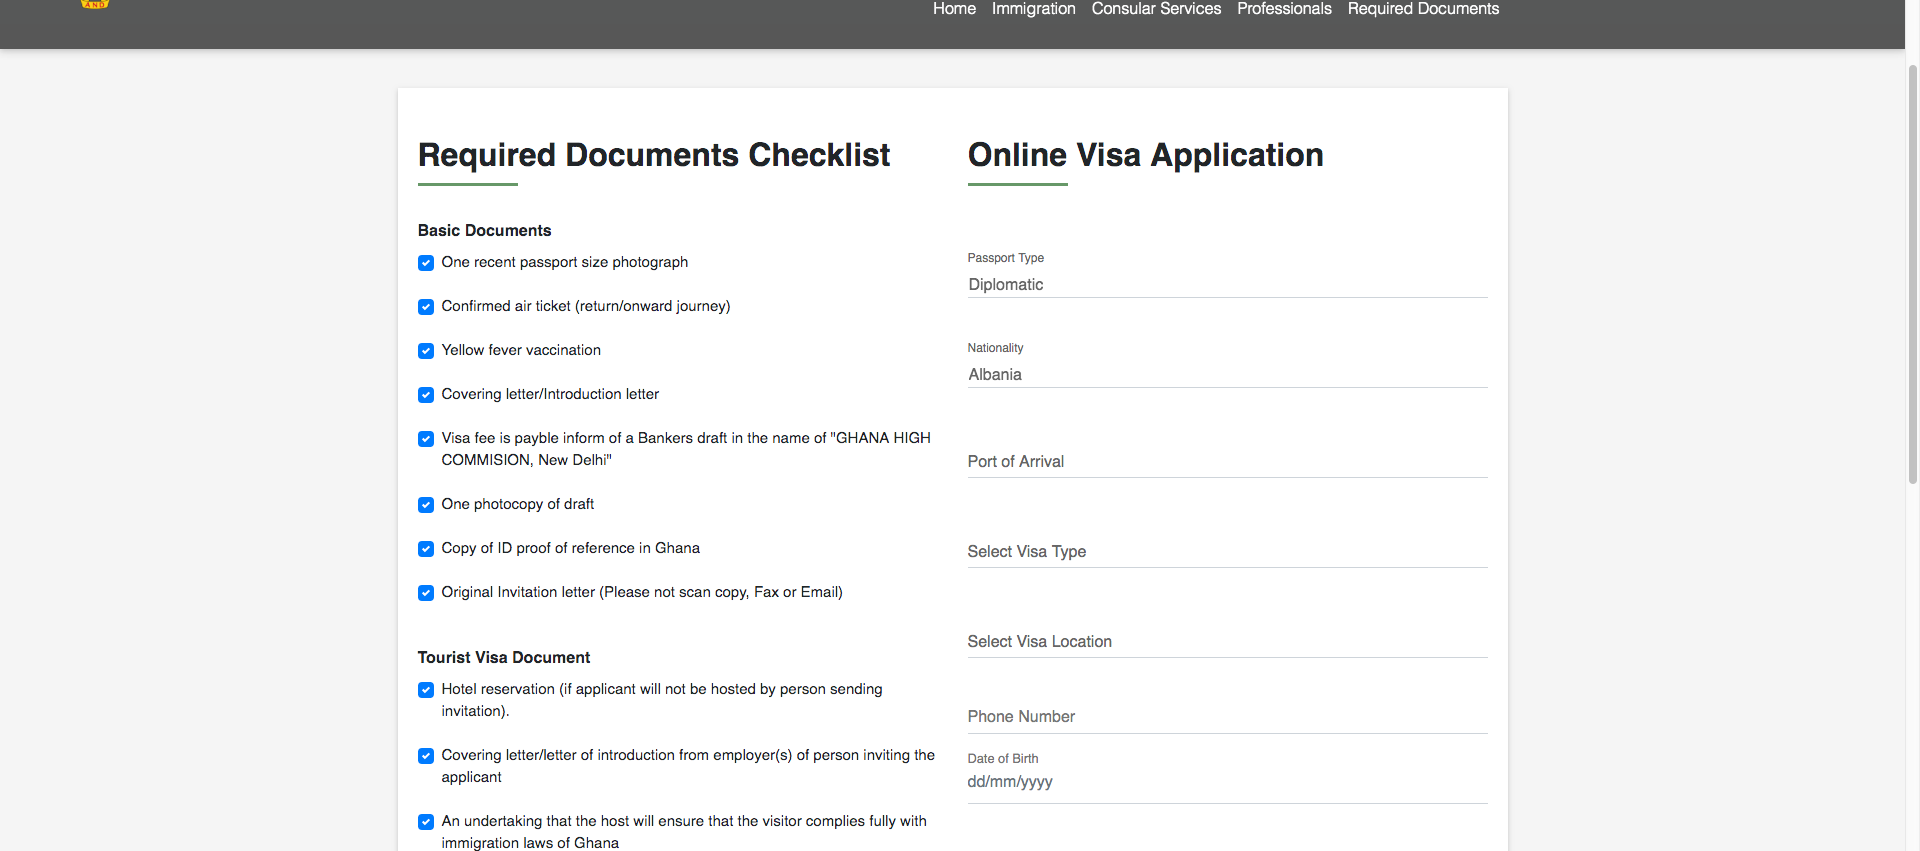 AND
Home Immigration Consular Services Professionals Required Documents
Required Documents Checklist
Basic Documents
One recent passport size photograph
Confirmed air ticket (return/onward journey)
Yellow fever vaccination
Covering letter/Introduction letter
Visa fee is payble inform of a Bankers draft in the name of "GHANA HIGH
COMMISION, New Delhi"
One photocopy of draft
Copy of ID proof of reference in Ghana
Original Invitation letter (Please not scan copy, Fax or Email)
Tourist Visa Document
Hotel reservation (if applicant will not be hosted by person sending
invitation).
Covering letter/letter of introduction from employer(s) of person inviting the
applicant
An undertaking that the host will ensure that the visitor complies fully with
immigration laws of Ghana
Online Visa Application
Passport Type
Diplomatic
Nationality
Albania
Port of Arrival
Select Visa Type
Select Visa Location
Phone Number
Date of Birth
dd/mm/yyyy